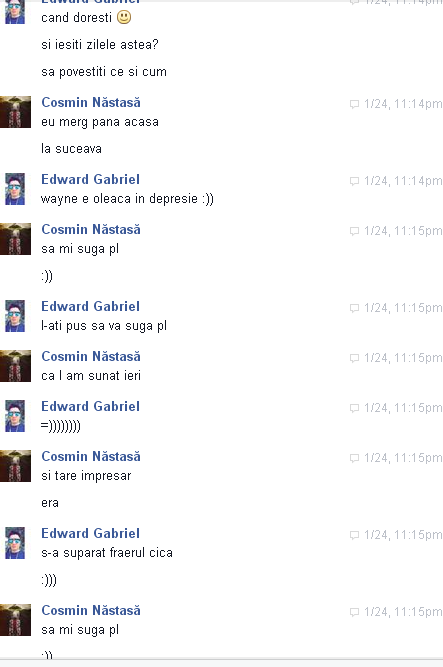 Edward Gabriel 1/24, 11:14pm
cand doresti
si iesiti zilele astea?
sa povestiti ce si cum
Cosmin Năstasă 1/24, 11:14pm
eu merg pana acasa
la suceava
Edward Gabriel 1/24, 11:14pm
wayne e oleaca in depresie :))
Cosmin Năstasă 1/24, 11:15pm
sa mi suga pl
:))
Edward Gabriel 1/24, 11:15pm
l-ati pus sa va suga pl
Cosmin Năstasă 1/24, 11:15pm
ca l am sunat ieri
Edward Gabriel 1/24, 11:15pm
=))))))))
Cosmin Năstasă 1/24, 11:15pm
si tare impresar
era
Edward Gabriel 1/24, 11:15pm
s-a suparat fraerul cica
:)))
Cosmin Năstasă 1/24, 11:15pm
sa mi suga pl
:))